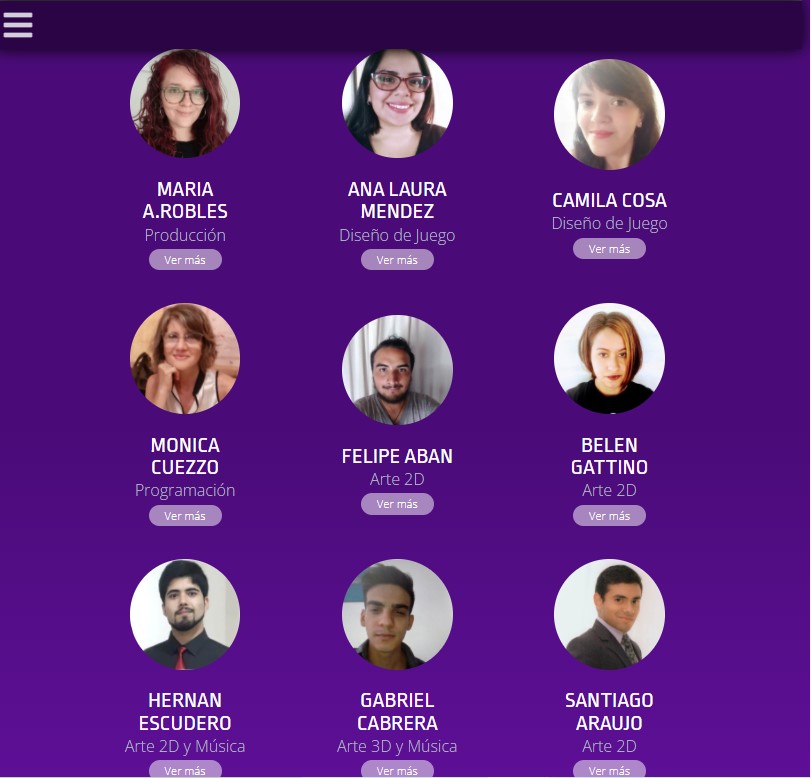 MARIA
A.ROBLES
Producción
Ver más
ANA LAURA
MENDEZ
Diseño de Juego
Ver más
CAMILA COSA
Diseño de Juego
Ver más
MONICA
CUEZZO
Programación
Ver más
FELIPE ABAN
Arte 2D
Ver más
BELEN
GATTINO
Arte 2D
Ver más
HERNAN
ESCUDERO
Arte 2D y Música
Ver más
GABRIEL
CABRERA
Arte 3D y Música
Ver más
SANTIAGO
ARAUJO
Arte 2D
Ver más